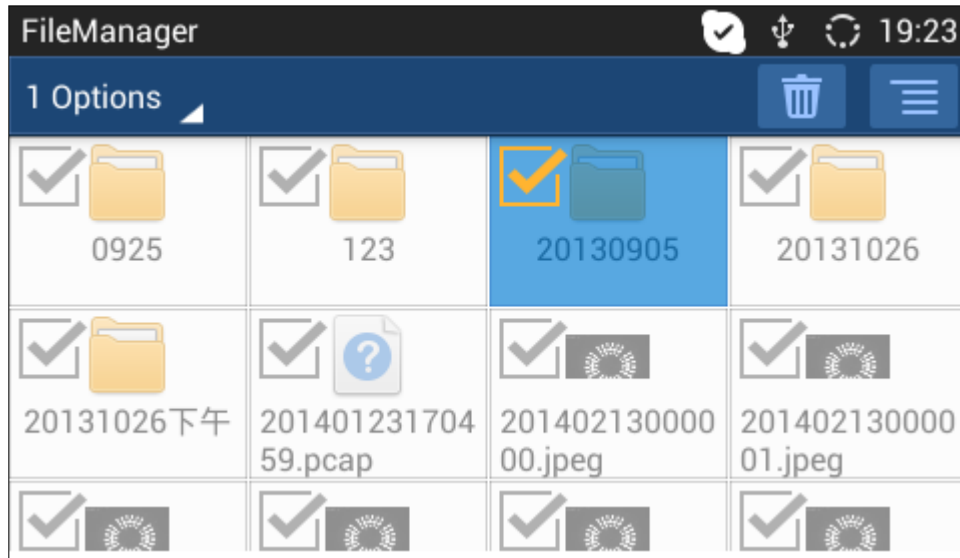 FileManager 19:23
1 Options
0925 123 20130905 20131026
20131026下午 201401231704 201402130000 201402130000
59.pcap 00.jpeg 01.jpeg